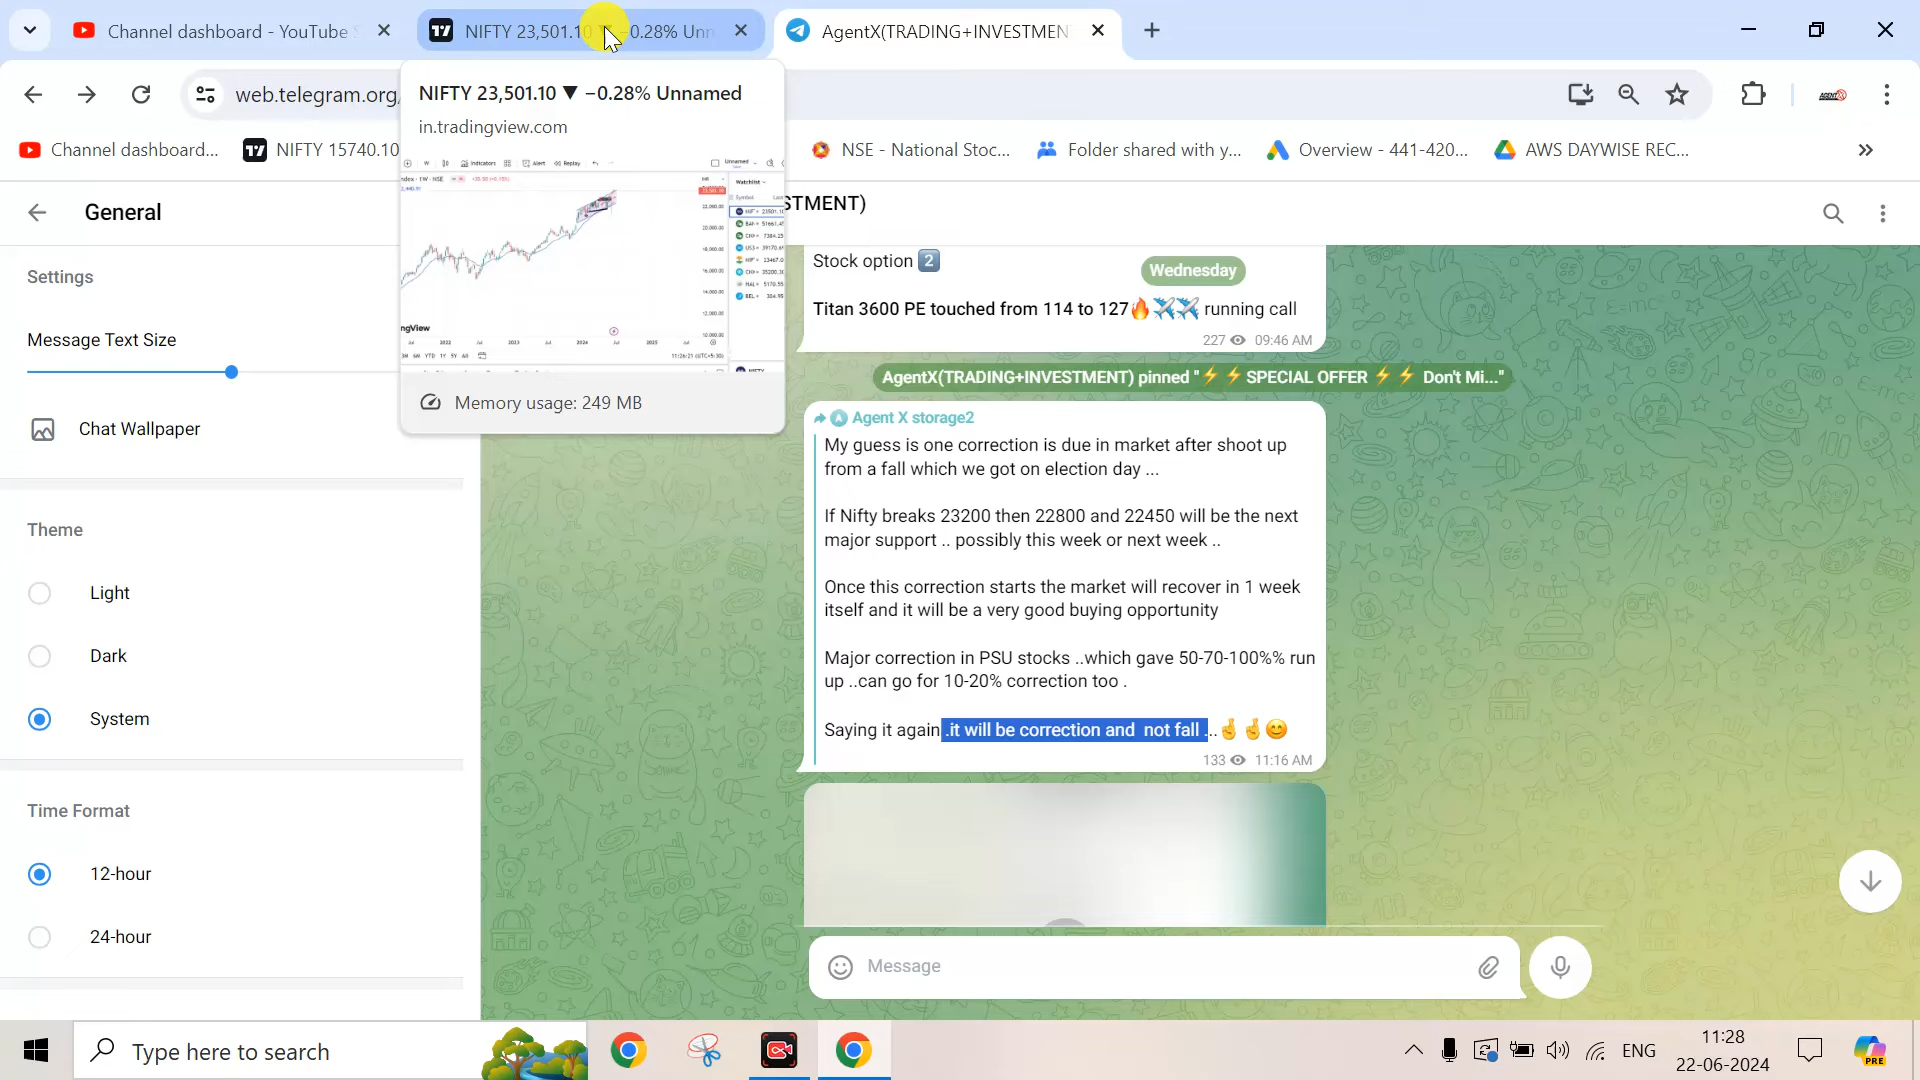 Channel dashboard - YouTube S
NIFTY 23,501.10 ▼ −0.28% Unn
AgentX(TRADING+INVESTMEN
web.telegram.org/
NIFTY 23,501.10 ▼ −0.28% Unnamed
in.tradingview.com
Channel dashboard...
NIFTY 15740.10
NSE - National Stoc...
Folder shared with y...
Overview - 441-420...
AWS DAYWISE REC...
General
STMENT)
Indicators
Alert
Replay
Unnamed
Watchlist
Symbol
Memory usage: 249 MB
Settings
Message Text Size
Chat Wallpaper
Theme
Light
Dark
System
Time Format
12-hour
24-hour
Stock option 2️⃣
Wednesday
Titan 3600 PE touched from 114 to 127🔥✈️✈️ running call
227 09:46 AM
AgentX(TRADING+INVESTMENT) pinned "⚡⚡SPECIAL OFFER ⚡⚡ Don't Mi..."
A Agent X storage2
My guess is one correction is due in market after shoot up
from a fall which we got on election day ...
If Nifty breaks 23200 then 22800 and 22450 will be the next
major support .. possibly this week or next week ..
Once this correction starts the market will recover in 1 week
itself and it will be a very good buying opportunity
Major correction in PSU stocks ..which gave 50-70-100%% run
up ..can go for 10-20% correction too .
Saying it again .it will be correction and not fall ...🤞🤞😊
133 11:16 AM
Message
Type here to search
ENG
11:28
22-06-2024
PRE